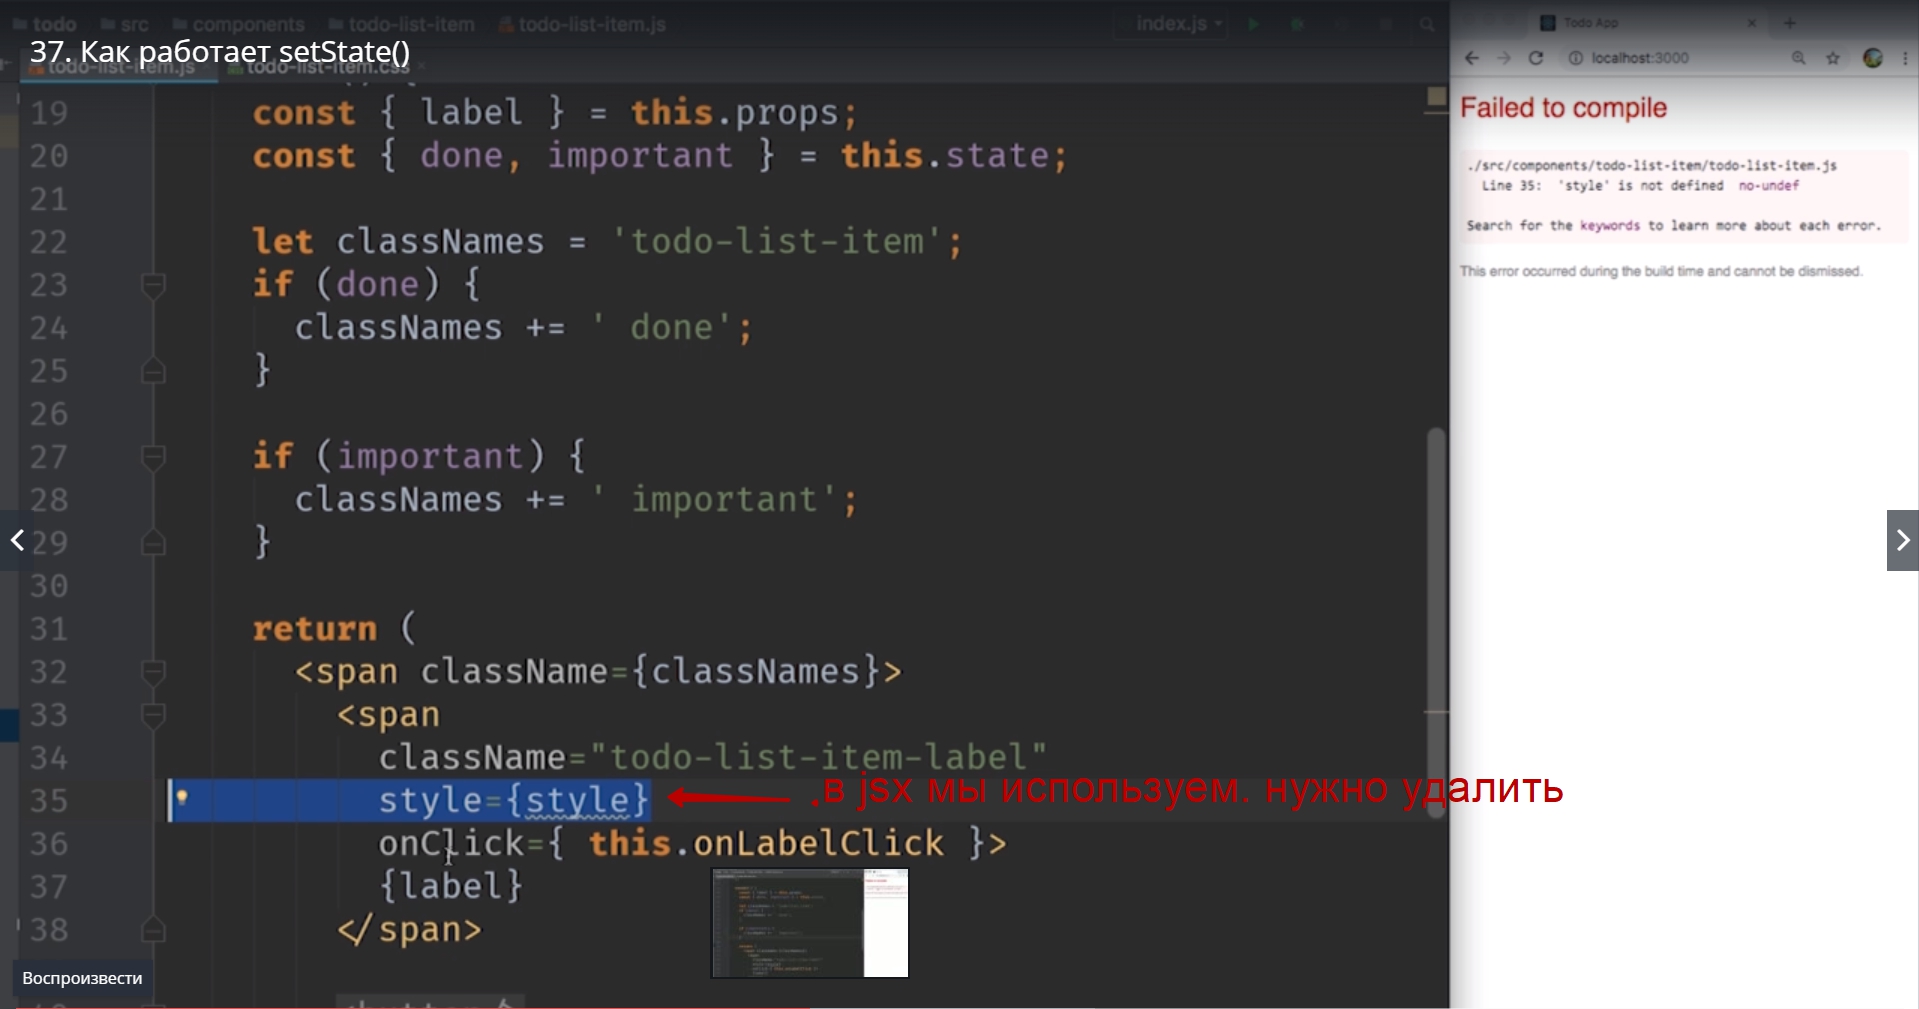 todo src components todo-list-item todo-list-item.js index.js
37. Как работает setState()
todo-list-item.js todo-list-item.css
19 const { label } = this.props;
20 const { done, important } = this.state;
21
22 let classNames = 'todo-list-item';
23 if (done) {
24 classNames += ' done';
25 }
26
27 if (important) {
28 classNames += ' important';
29 }
30
31 return (
32 <span className={classNames}>
33 <span
34 className="todo-list-item-label"
35 style={style} .в jsx мы используем. нужно удалить
36 onClick={ this.onLabelClick }>
37 {label}
38 </span>
Воспроизвести
Todo App
localhost:3000
Failed to compile
./src/components/todo-list-item/todo-list-item.js
Line 35: 'style' is not defined no-undef
Search for the keywords to learn more about each error.
This error occurred during the build time and cannot be dismissed.